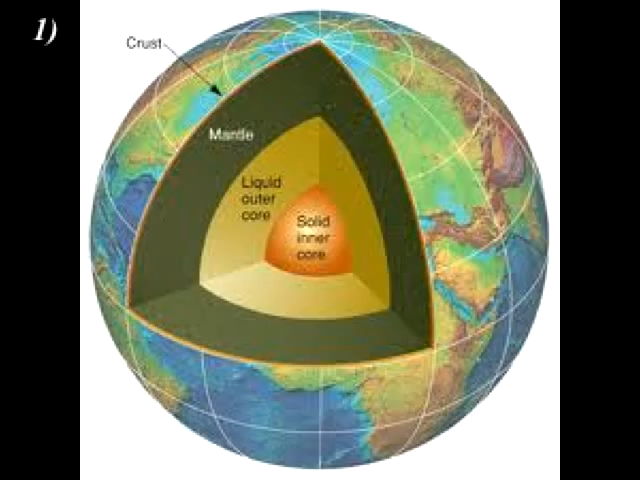 1)
Crust
Mantle
Liquid
outer
core
Solid
inner
core